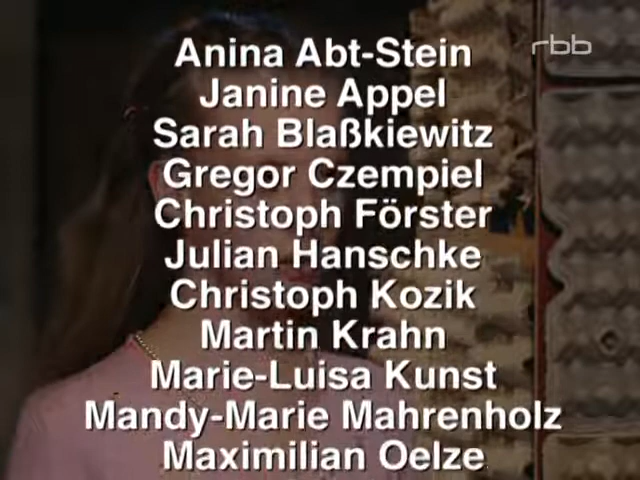 rbb
Anina Abt-Stein
Janine Appel
Sarah Blaßkiewitz
Gregor Czempiel
Christoph Förster
Julian Hanschke
Christoph Kozik
Martin Krahn
Marie-Luisa Kunst
Mandy-Marie Mahrenholz
Maximilian Oelze